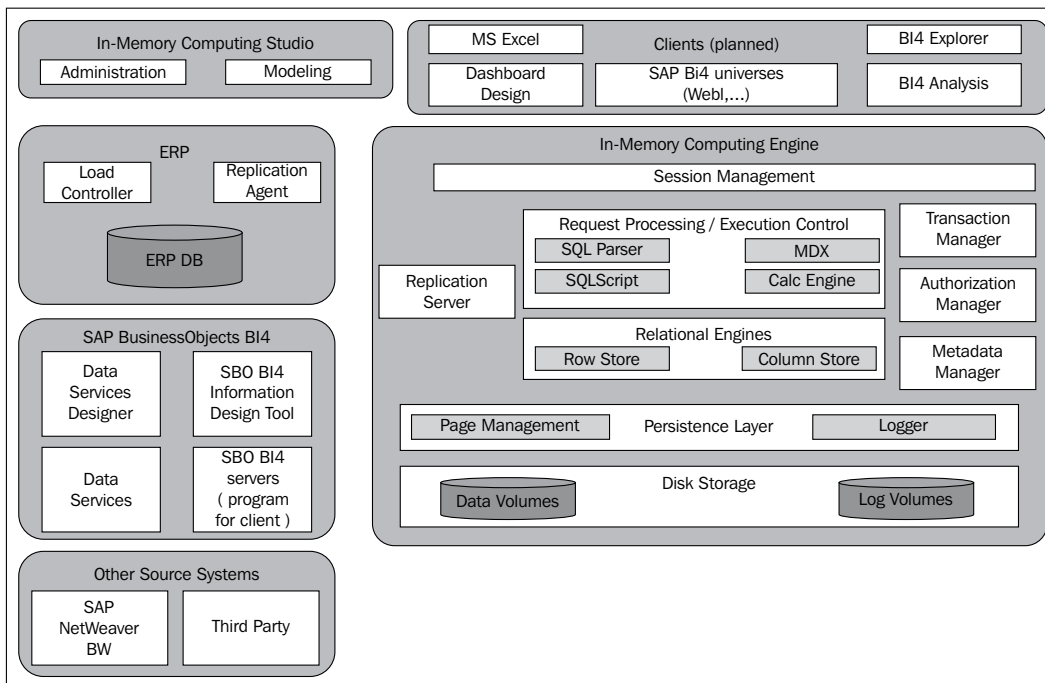 In-Memory Computing Studio
Administration
Modeling
MS Excel
Clients (planned)
BI4 Explorer
Dashboard
Design
SAP Bi4 universes
(WebI,...)
BI4 Analysis
ERP
Load
Controller
Replication
Agent
ERP DB
In-Memory Computing Engine
Session Management
Request Processing / Execution Control
SQL Parser
MDX
SQLScript
Calc Engine
Transaction
Manager
Replication
Server
Authorization
Manager
Relational Engines
Row Store
Column Store
Metadata
Manager
SAP BusinessObjects BI4
Data
Services
Designer
SBO BI4
Information
Design Tool
Data
Services
SBO BI4
servers
( program
for client )
Page Management
Persistence Layer
Logger
Disk Storage
Data Volumes
Log Volumes
Other Source Systems
SAP
NetWeaver
BW
Third Party